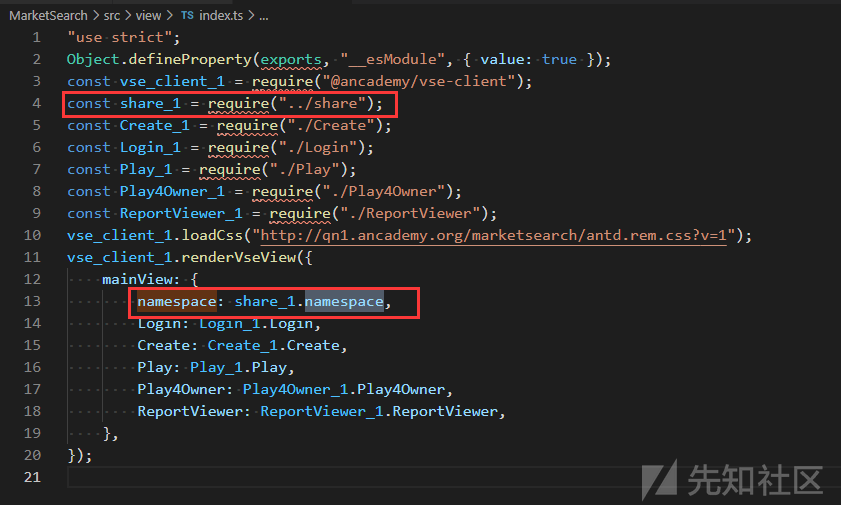 MarketSearch > src > view > TS index.ts > ...
1 "use strict";
2 Object.defineProperty(exports, "__esModule", { value: true });
3 const vse_client_1 = require("@ancademy/vse-client");
4 const share_1 = require("../share");
5 const Create_1 = require("./Create");
6 const Login_1 = require("./Login");
7 const Play_1 = require("./Play");
8 const Play4Owner_1 = require("./Play4Owner");
9 const ReportViewer_1 = require("./ReportViewer");
10 vse_client_1.loadCss("http://qn1.ancademy.org/marketsearch/antd.rem.css?v=1");
11 vse_client_1.renderVseView({
12 mainView: {
13 namespace: share_1.namespace,
14 Login: Login_1.Login,
15 Create: Create_1.Create,
16 Play: Play_1.Play,
17 Play4Owner: Play4Owner_1.Play4Owner,
18 ReportViewer: ReportViewer_1.ReportViewer,
19 },
20 });
21
先知社区